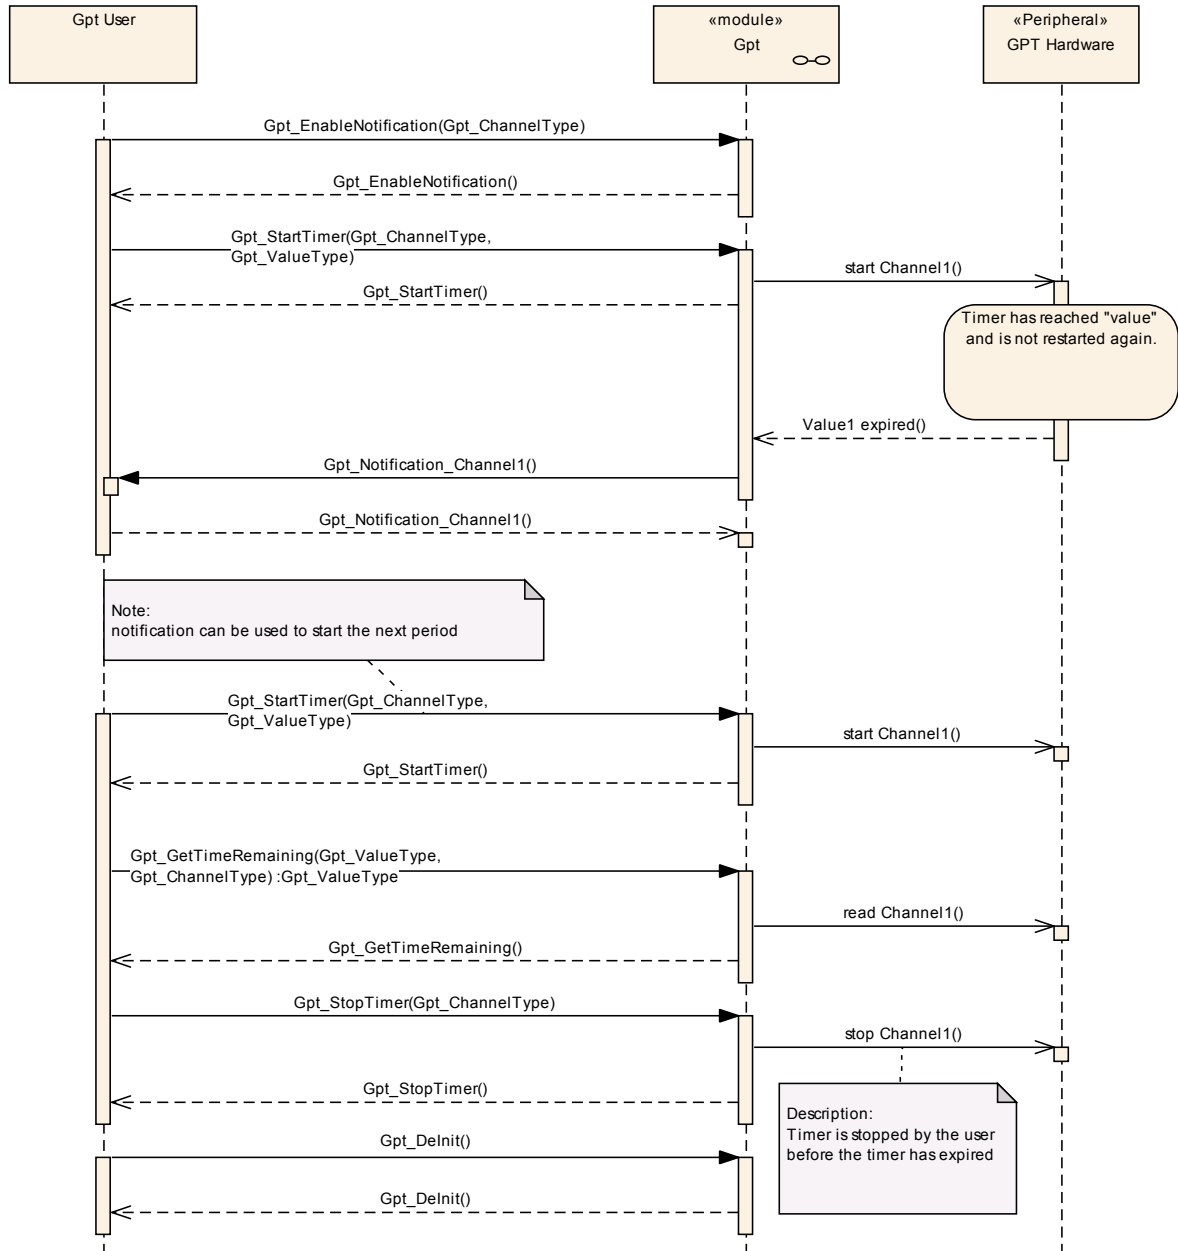 Gpt User
«module»
Gpt
«Peripheral»
GPT Hardware
Gpt_EnableNotification(Gpt_ChannelType)
Gpt_EnableNotification()
Gpt_StartTimer(Gpt_ChannelType,
Gpt_ValueType)
start Channel1()
Gpt_StartTimer()
Timer has reached "value"
and is not restarted again.
Value1 expired()
Gpt_Notification_Channel1()
Gpt_Notification_Channel1()
Note:
notification can be used to start the next period
Gpt_StartTimer(Gpt_ChannelType,
Gpt_ValueType)
start Channel1()
Gpt_StartTimer()
Gpt_GetTimeRemaining(Gpt_ValueType,
Gpt_ChannelType) :Gpt_ValueType
read Channel1()
Gpt_GetTimeRemaining()
Gpt_StopTimer(Gpt_ChannelType)
stop Channel1()
Gpt_StopTimer()
Description:
Timer is stopped by the user
before the timer has expired
Gpt_DeInit()
Gpt_DeInit()